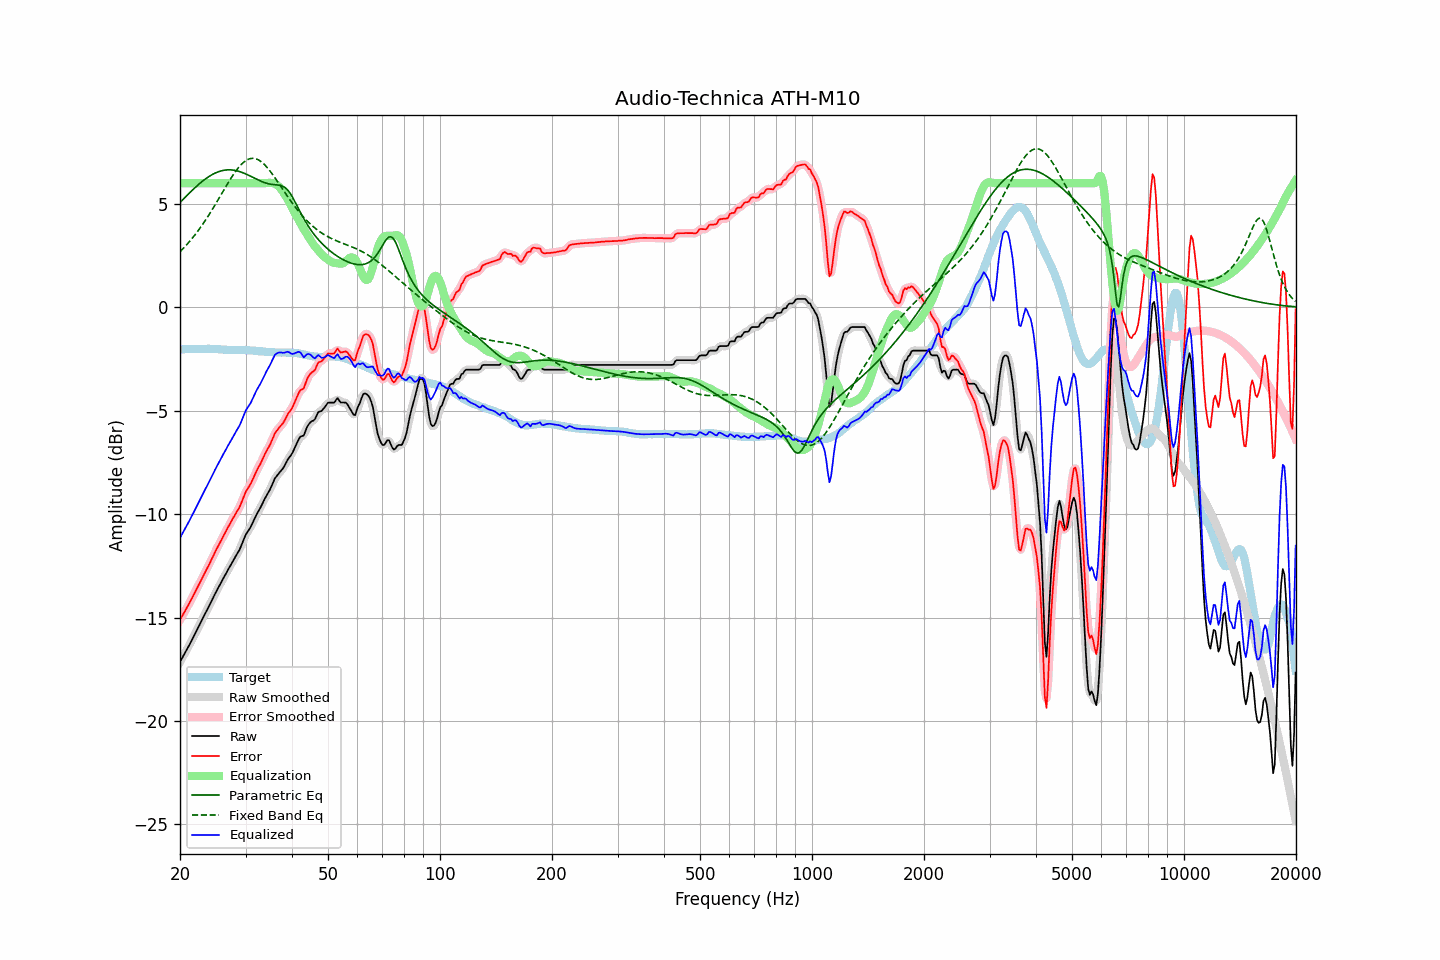 Audio-Technica ATH-M10
Amplitude (dBr)
5
0
−5
−10
−15
−20
−25
Target
Raw Smoothed
Error Smoothed
Raw
Error
Equalization
Parametric Eq
Fixed Band Eq
Equalized
20
50
100
200
500
1000
2000
5000
10000
20000
Frequency (Hz)